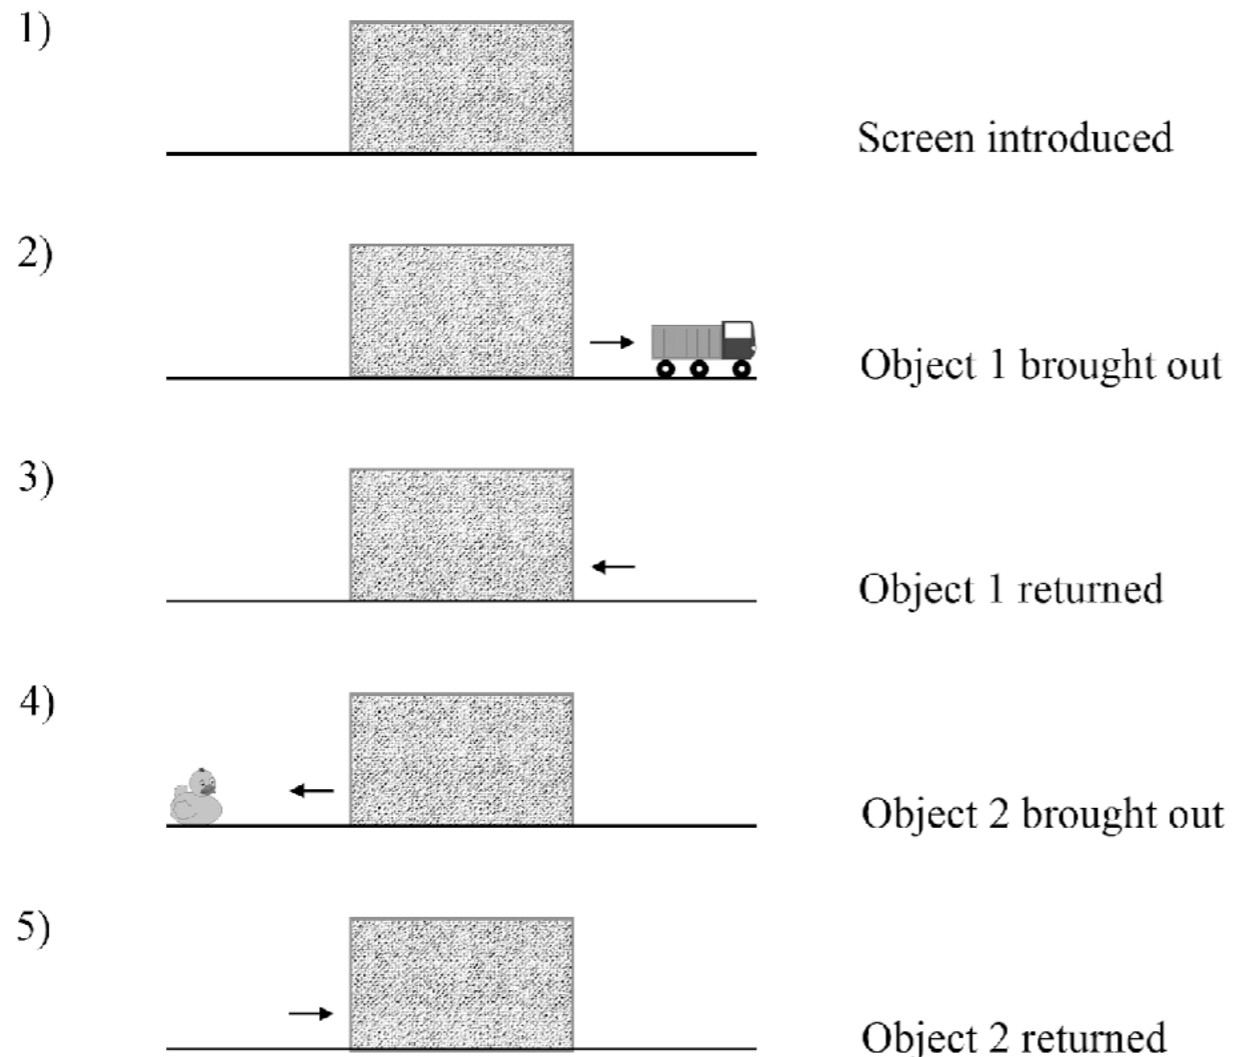 1)
Screen introduced
2)
Object 1 brought out
3)
Object 1 returned
4)
Object 2 brought out
5)
Object 2 returned